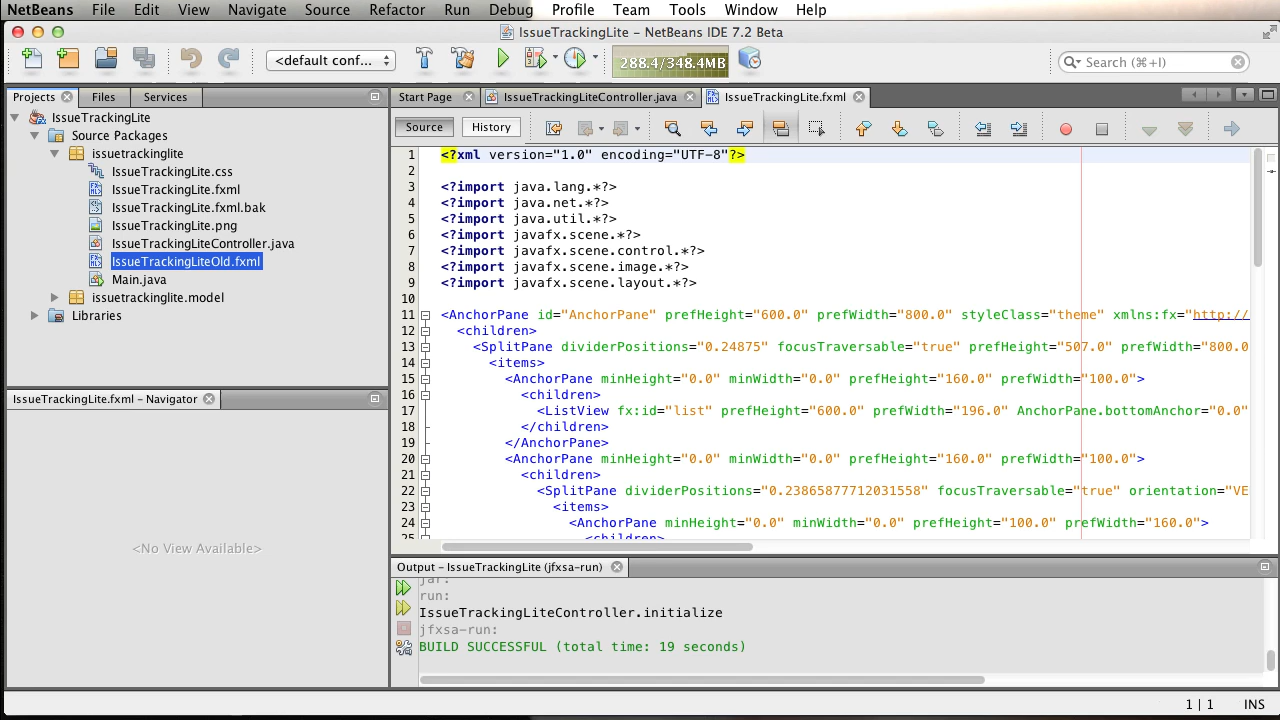 NetBeans File Edit View Navigate Source Refactor Run Debug Profile Team Tools Window Help
IssueTrackingLite – NetBeans IDE 7.2 Beta
<default conf...
288.4/348.4MB
Search (⌘+I)
Projects Files Services
IssueTrackingLite
Source Packages
issuetrackinglite
IssueTrackingLite.css
IssueTrackingLite.fxml
IssueTrackingLite.fxml.bak
IssueTrackingLite.png
IssueTrackingLiteController.java
IssueTrackingLiteOld.fxml
Main.java
issuetrackinglite.model
Libraries
IssueTrackingLite.fxml – Navigator
<No View Available>
Start Page IssueTrackingLiteController.java IssueTrackingLite.fxml
Source History
1 <?xml version="1.0" encoding="UTF-8"?>
2
3 <?import java.lang.*?>
4 <?import java.net.*?>
5 <?import java.util.*?>
6 <?import javafx.scene.*?>
7 <?import javafx.scene.control.*?>
8 <?import javafx.scene.image.*?>
9 <?import javafx.scene.layout.*?>
10
11 <AnchorPane id="AnchorPane" prefHeight="600.0" prefWidth="800.0" styleClass="theme" xmlns:fx="http://
12 <children>
13 <SplitPane dividerPositions="0.24875" focusTraversable="true" prefHeight="507.0" prefWidth="800.0
14 <items>
15 <AnchorPane minHeight="0.0" minWidth="0.0" prefHeight="160.0" prefWidth="100.0">
16 <children>
17 <ListView fx:id="list" prefHeight="600.0" prefWidth="196.0" AnchorPane.bottomAnchor="0.0"
18 </children>
19 </AnchorPane>
20 <AnchorPane minHeight="0.0" minWidth="0.0" prefHeight="160.0" prefWidth="100.0">
21 <children>
22 <SplitPane dividerPositions="0.23865877712031558" focusTraversable="true" orientation="VE
23 <items>
24 <AnchorPane minHeight="0.0" minWidth="0.0" prefHeight="100.0" prefWidth="160.0">
25 <children>
Output – IssueTrackingLite (jfxsa-run)
jar:
run:
IssueTrackingLiteController.initialize
jfxsa-run:
BUILD SUCCESSFUL (total time: 19 seconds)
1 | 1 INS